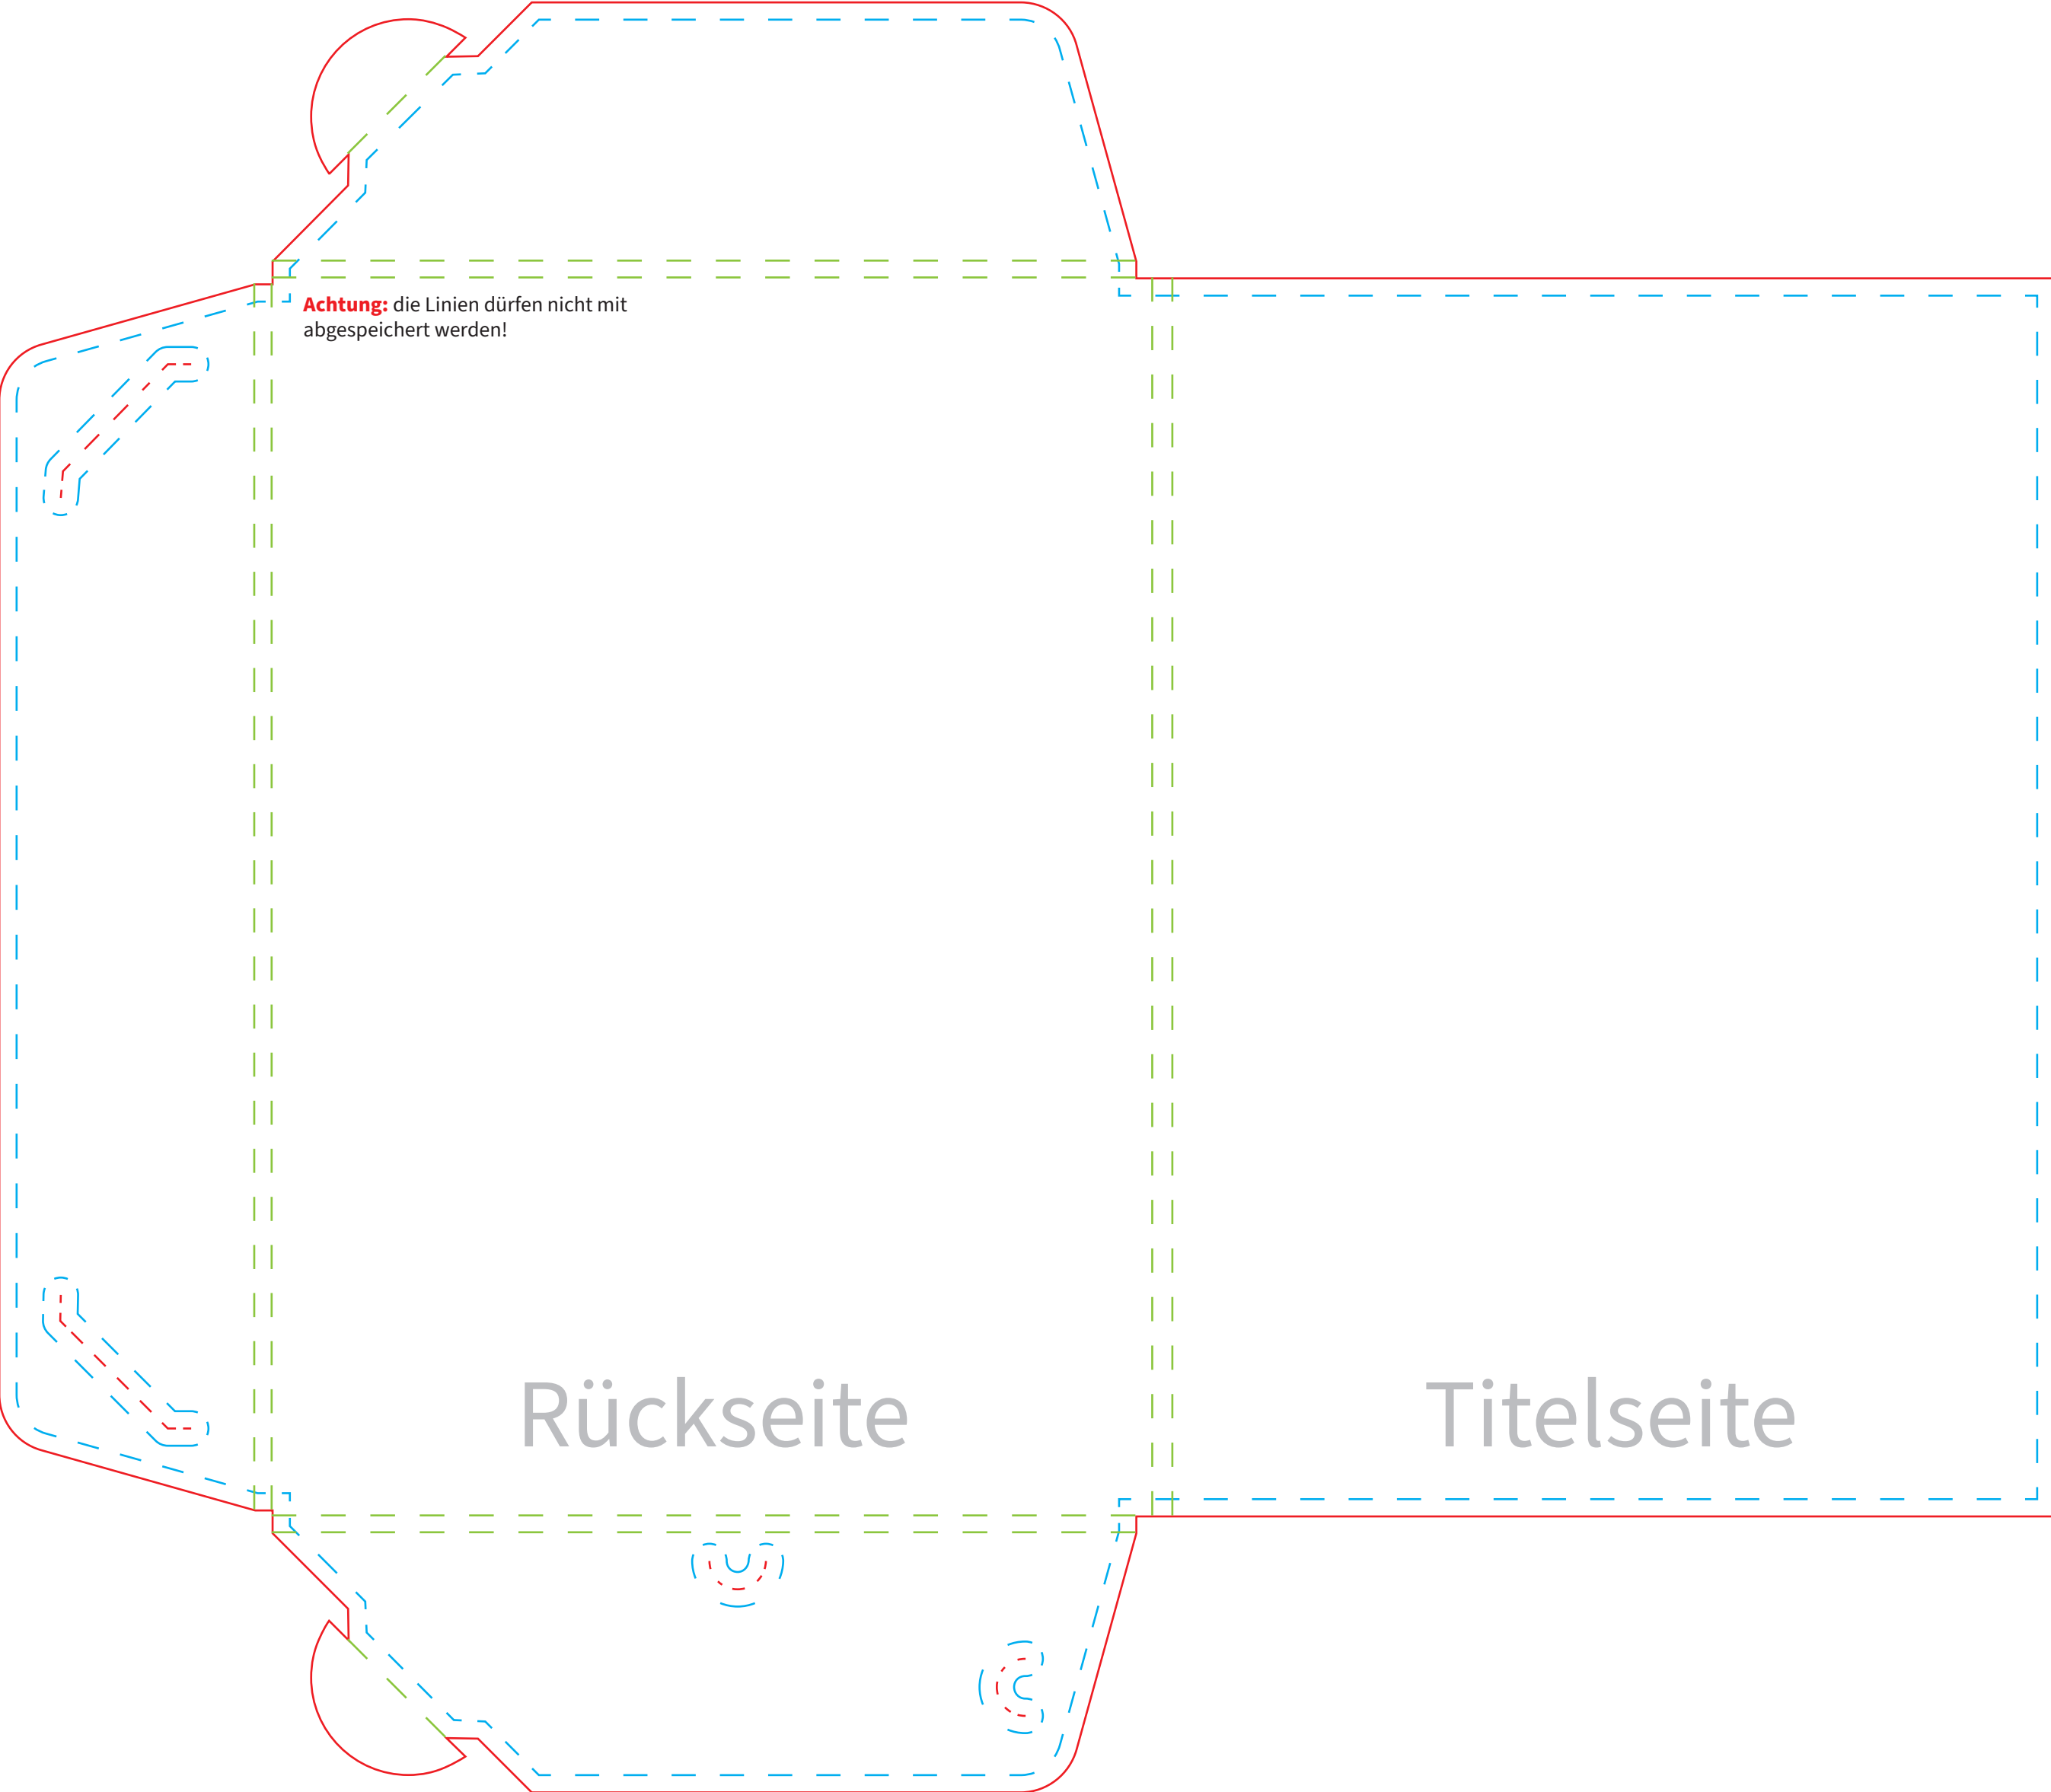 Achtung: die Linien dürfen nicht mit
abgespeichert werden!
Rückseite
Titelseite